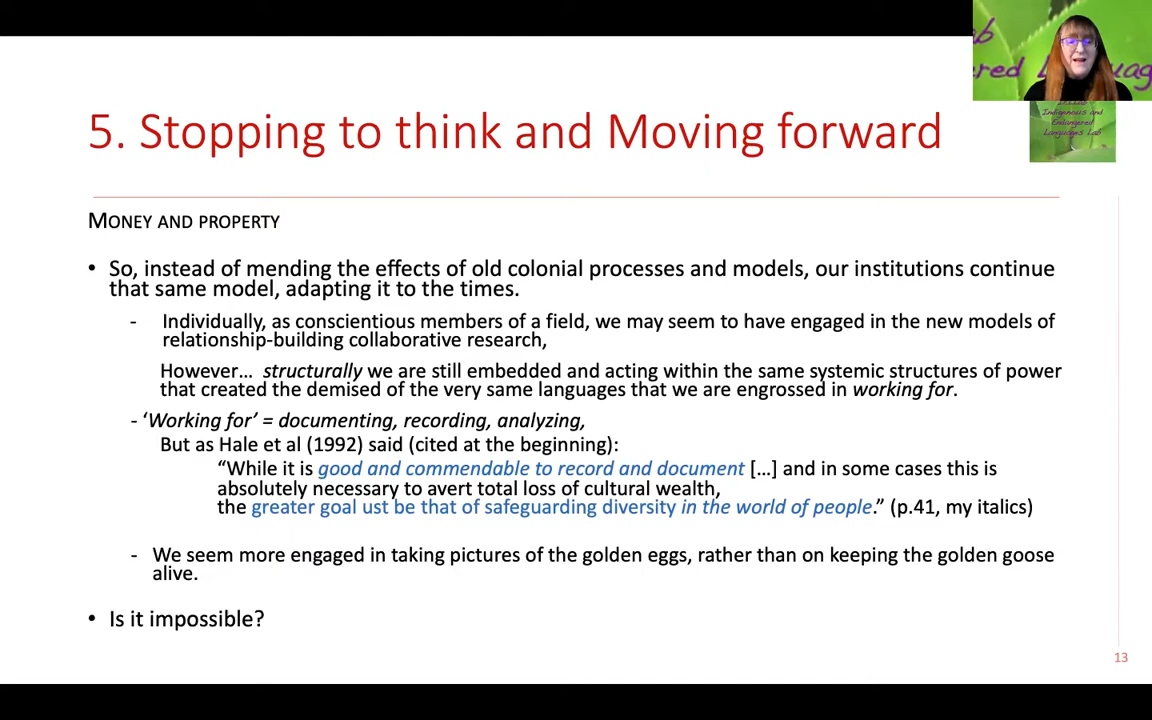 ab
ered L
uag
Indigenous and
Endangered
Languages Lab
5. Stopping to think and Moving forward
MONEY AND PROPERTY
• So, instead of mending the effects of old colonial processes and models, our institutions continue
that same model, adapting it to the times.
- Individually, as conscientious members of a field, we may seem to have engaged in the new models of
relationship-building collaborative research,
However… structurally we are still embedded and acting within the same systemic structures of power
that created the demised of the very same languages that we are engrossed in working for.
- ‘Working for’ = documenting, recording, analyzing,
But as Hale et al (1992) said (cited at the beginning):
“While it is good and commendable to record and document […] and in some cases this is
absolutely necessary to avert total loss of cultural wealth,
the greater goal ust be that of safeguarding diversity in the world of people.” (p.41, my italics)
- We seem more engaged in taking pictures of the golden eggs, rather than on keeping the golden goose
alive.
• Is it impossible?
13